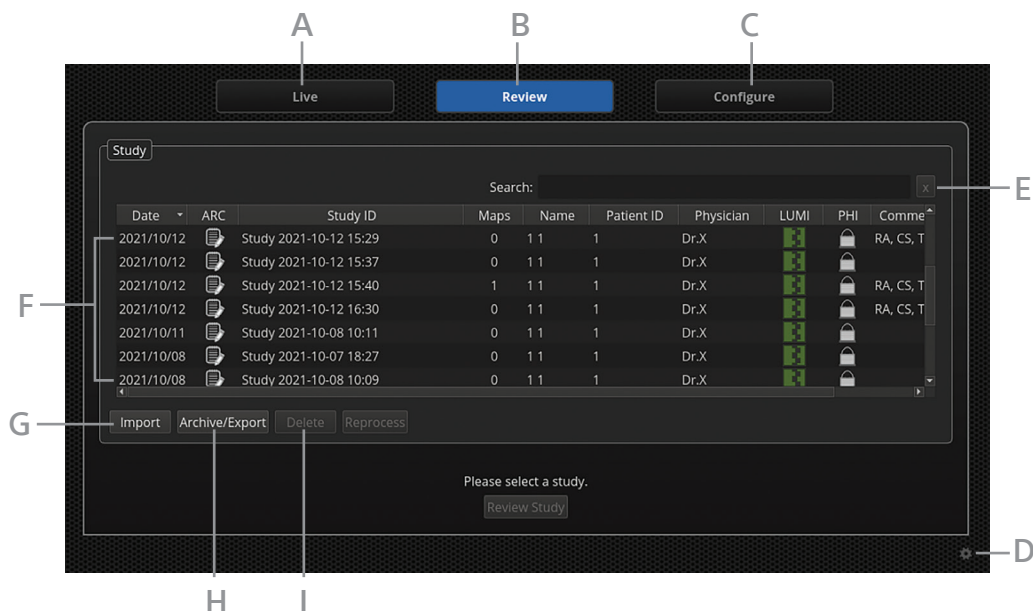 A B C
Live Review Configure
Study
Search: x E
Date ARC Study ID Maps Name Patient ID Physician LUMI PHI Comme
2021/10/12 Study 2021-10-12 15:29 0 1 1 1 Dr.X RA, CS, T
2021/10/12 Study 2021-10-12 15:37 0 1 1 1 Dr.X
2021/10/12 Study 2021-10-12 15:40 1 1 1 1 Dr.X RA, CS, T
F
2021/10/12 Study 2021-10-12 16:30 0 1 1 1 Dr.X RA, CS, T
2021/10/11 Study 2021-10-08 10:11 0 1 1 1 Dr.X
2021/10/08 Study 2021-10-07 18:27 0 1 1 1 Dr.X
2021/10/08 Study 2021-10-08 10:09 0 1 1 1 Dr.X
G Import Archive/Export Delete Reprocess
Please select a study.
Review Study
D
H I